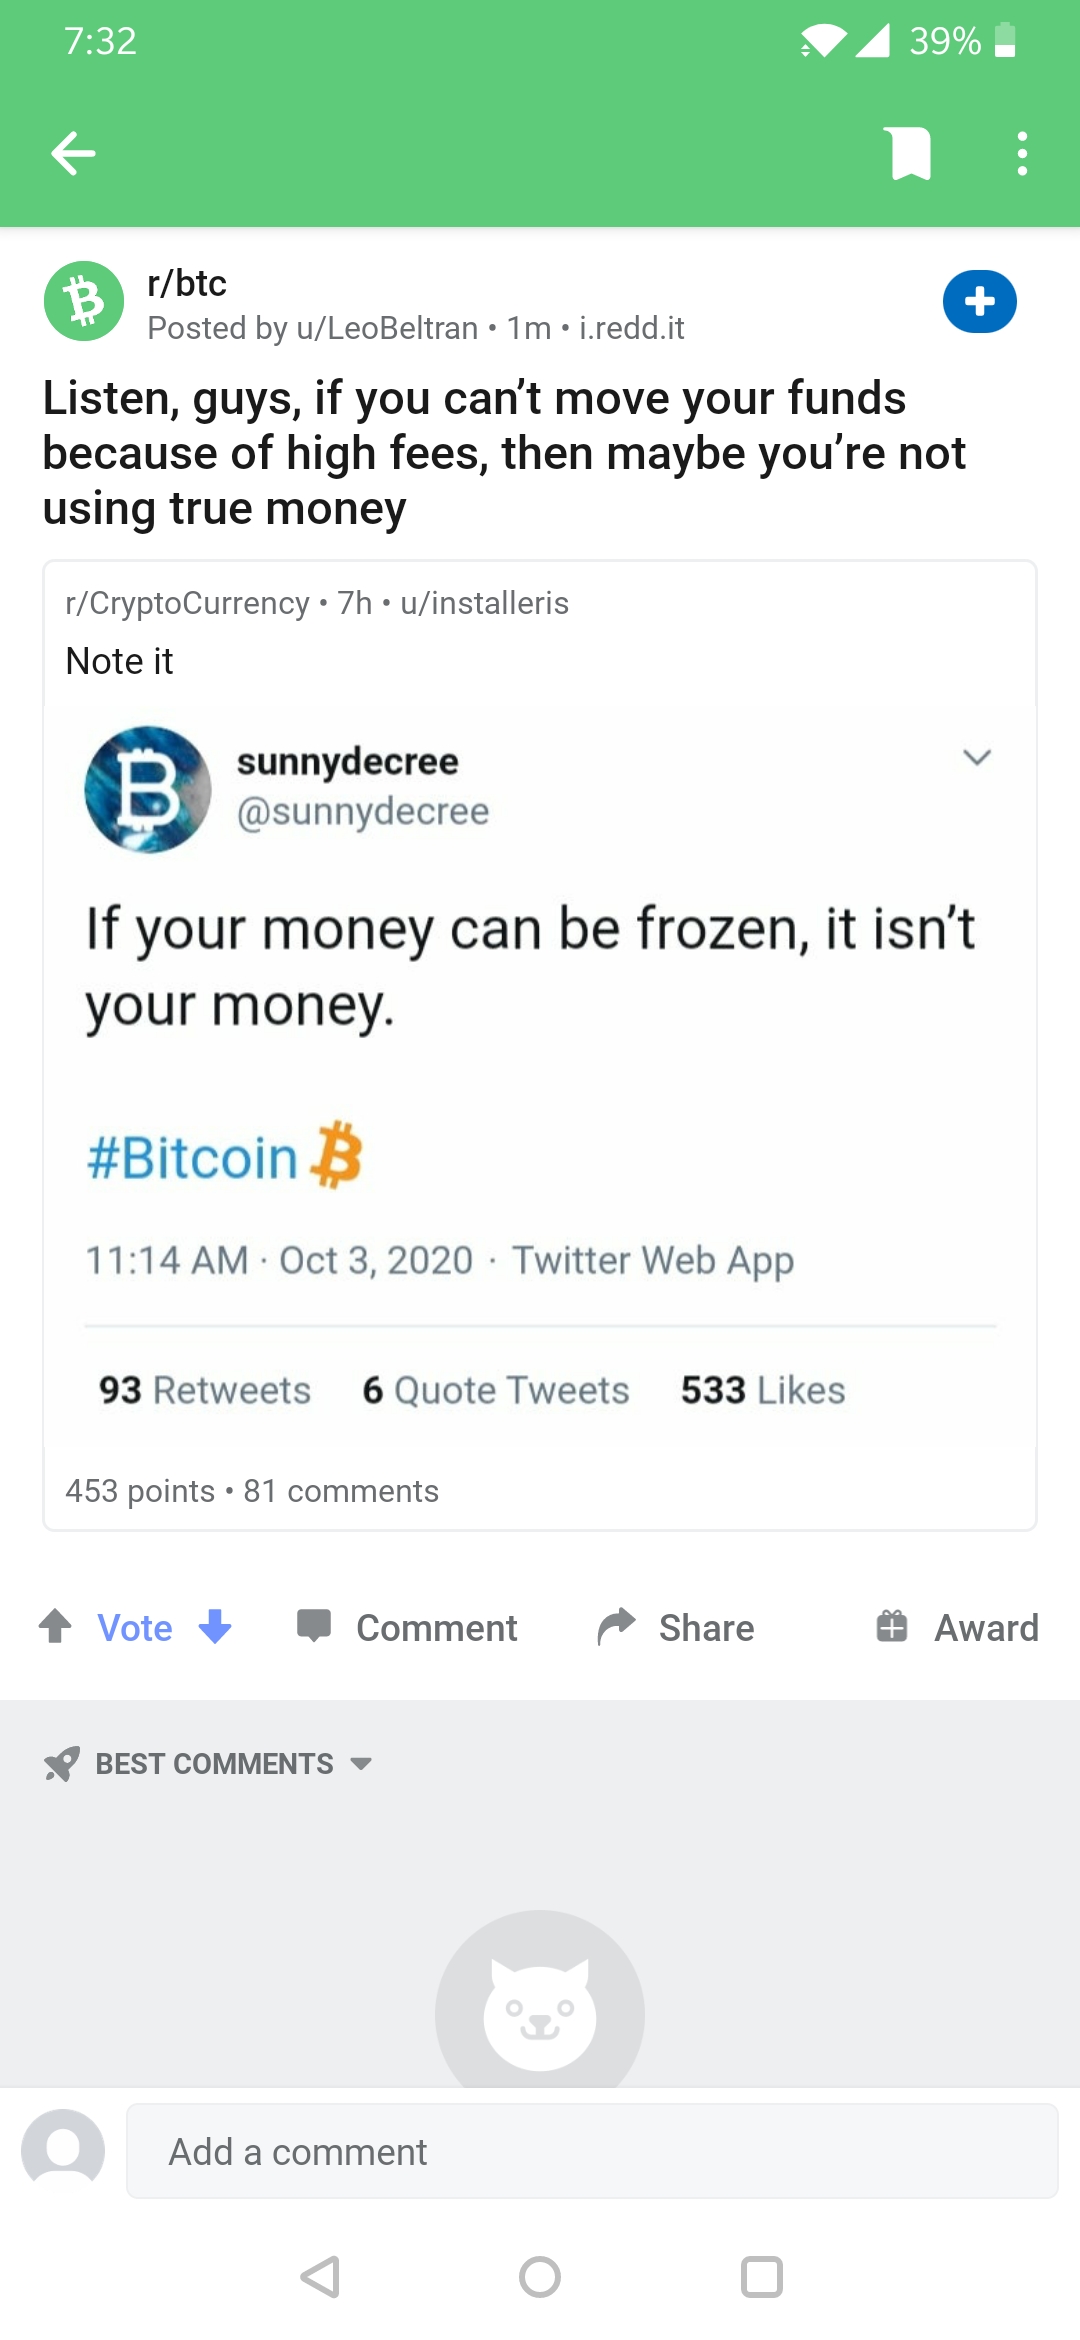 7:32
39%
r/btc
Posted by u/LeoBeltran • 1m • i.redd.it
Listen, guys, if you can’t move your funds
because of high fees, then maybe you’re not
using true money
r/CryptoCurrency • 7h • u/installeris
Note it
sunnydecree
@sunnydecree
If your money can be frozen, it isn’t
your money.
#Bitcoin
11:14 AM · Oct 3, 2020 · Twitter Web App
93 Retweets 6 Quote Tweets 533 Likes
453 points • 81 comments
Vote Comment Share Award
BEST COMMENTS
Add a comment